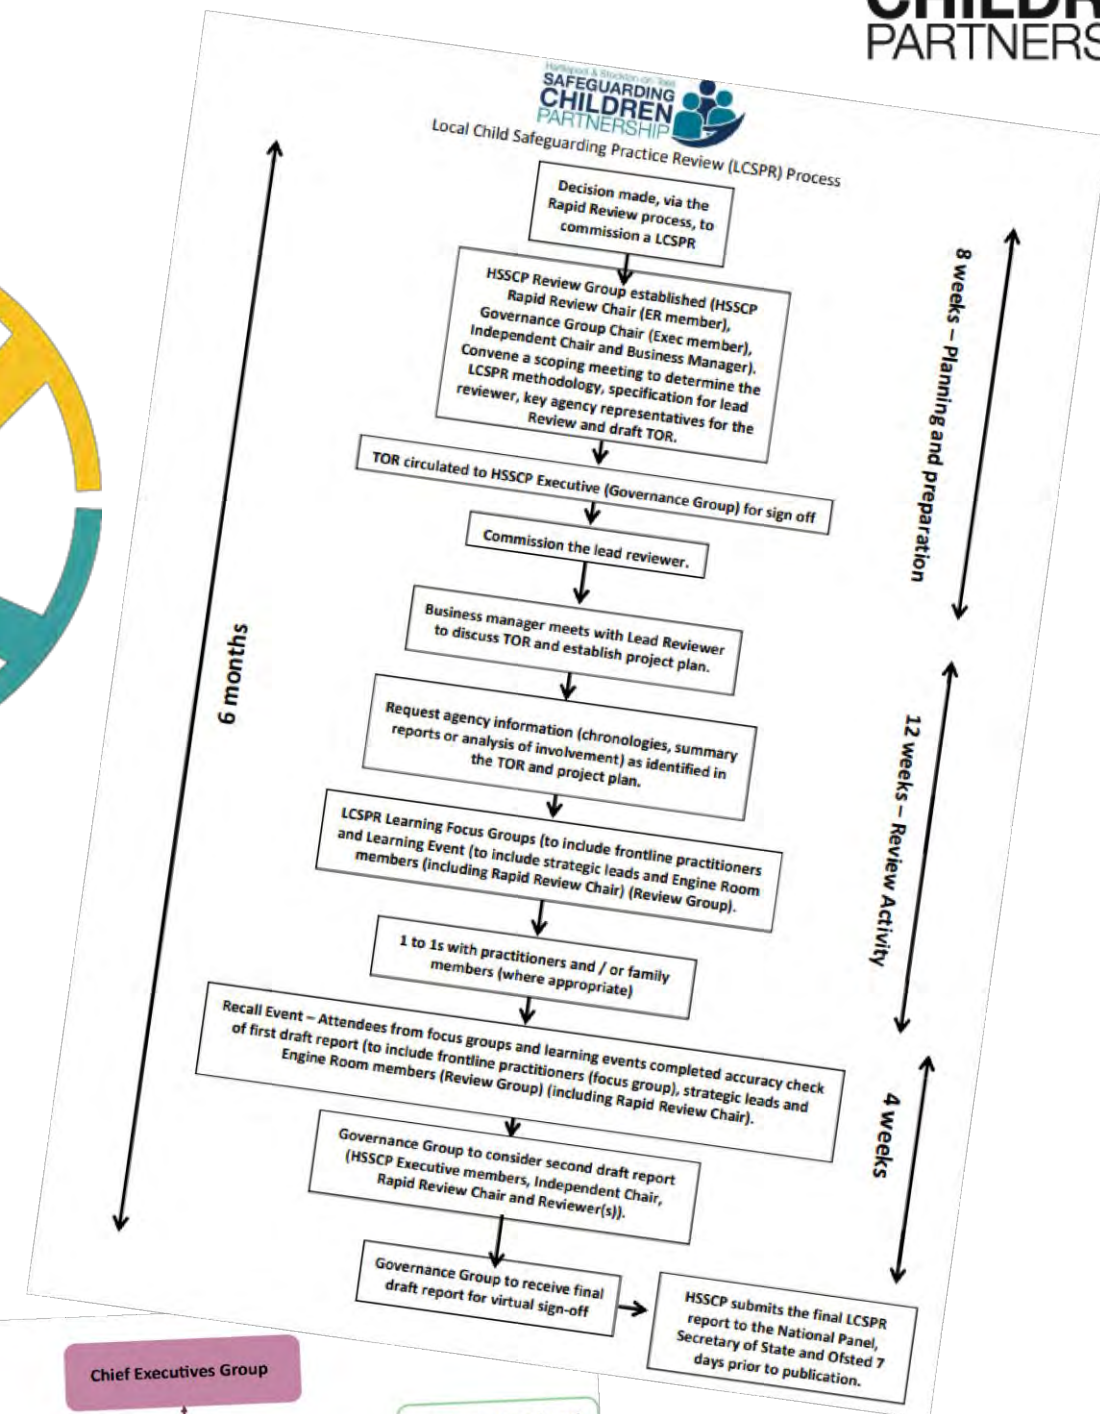 CHILDR
PARTNERS
Hartlepool & Stockton-on-Tees
SAFEGUARDING
CHILDREN
PARTNERSHIP
Local Child Safeguarding Practice Review (LCSPR) Process
Decision made, via the
Rapid Review process, to
commission a LCSPR
HSSCP Review Group established (HSSCP
Rapid Review Chair (ER member),
Governance Group Chair (Exec member),
Independent Chair and Business Manager).
Convene a scoping meeting to determine the
LCSPR methodology, specification for lead
reviewer, key agency representatives for the
Review and draft TOR.
TOR circulated to HSSCP Executive (Governance Group) for sign off
Commission the lead reviewer.
Business manager meets with Lead Reviewer
to discuss TOR and establish project plan.
Request agency information (chronologies, summary
reports or analysis of involvement) as identified in
the TOR and project plan.
LCSPR Learning Focus Groups (to include frontline practitioners
and Learning Event (to include strategic leads and Engine Room
members (including Rapid Review Chair) (Review Group).
1 to 1s with practitioners and / or family
members (where appropriate)
Recall Event – Attendees from focus groups and learning events completed accuracy check
of first draft report (to include frontline practitioners (focus group), strategic leads and
Engine Room members (Review Group) (including Rapid Review Chair).
Governance Group to consider second draft report
(HSSCP Executive members, Independent Chair,
Rapid Review Chair and Reviewer(s)).
Governance Group to receive final
draft report for virtual sign-off
HSSCP submits the final LCSPR
report to the National Panel,
Secretary of State and Ofsted 7
days prior to publication.
6 months
8 weeks – Planning and preparation
12 weeks – Review Activity
4 weeks
Chief Executives Group